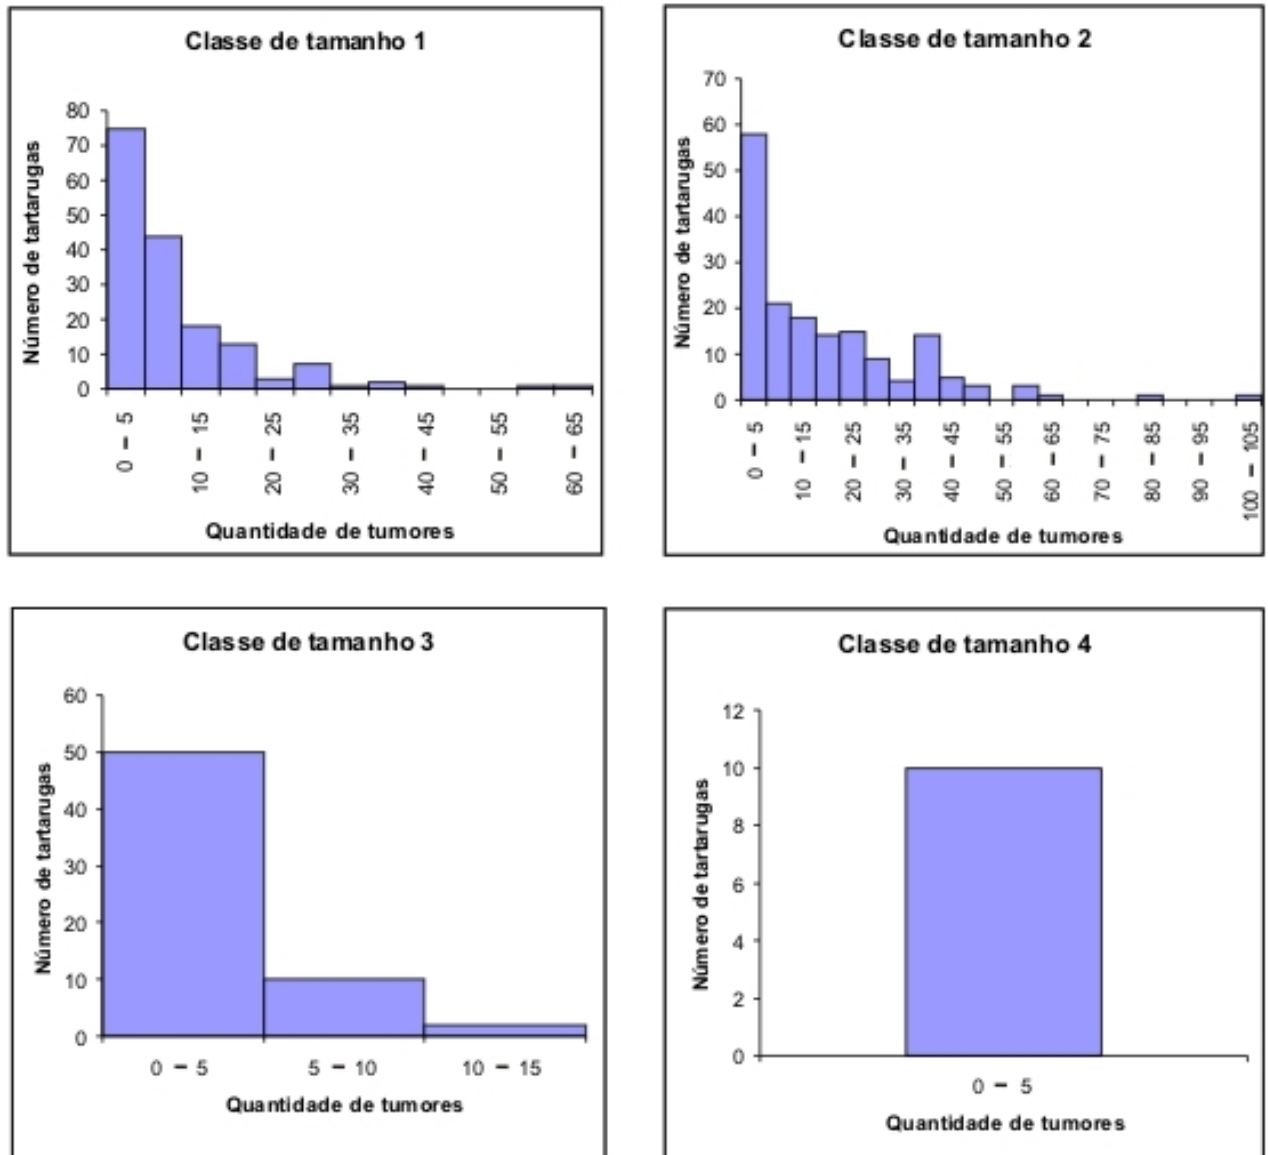 Classe de tamanho 1
Número de tartarugas
80
70
60
50
40
30
20
10
0
0 – 5
10 – 15
20 – 25
30 – 35
40 – 45
50 – 55
60 – 65
Quantidade de tumores
Classe de tamanho 2
Número de tartarugas
70
60
50
40
30
20
10
0
0 – 5
10 – 15
20 – 25
30 – 35
40 – 45
50 – 55
60 – 65
70 – 75
80 – 85
90 – 95
100 – 105
Quantidade de tumores
Classe de tamanho 3
Número de tartarugas
60
50
40
30
20
10
0
0 – 5
5 – 10
10 – 15
Quantidade de tumores
Classe de tamanho 4
Número de tartarugas
12
10
8
6
4
2
0
0 – 5
Quantidade de tumores